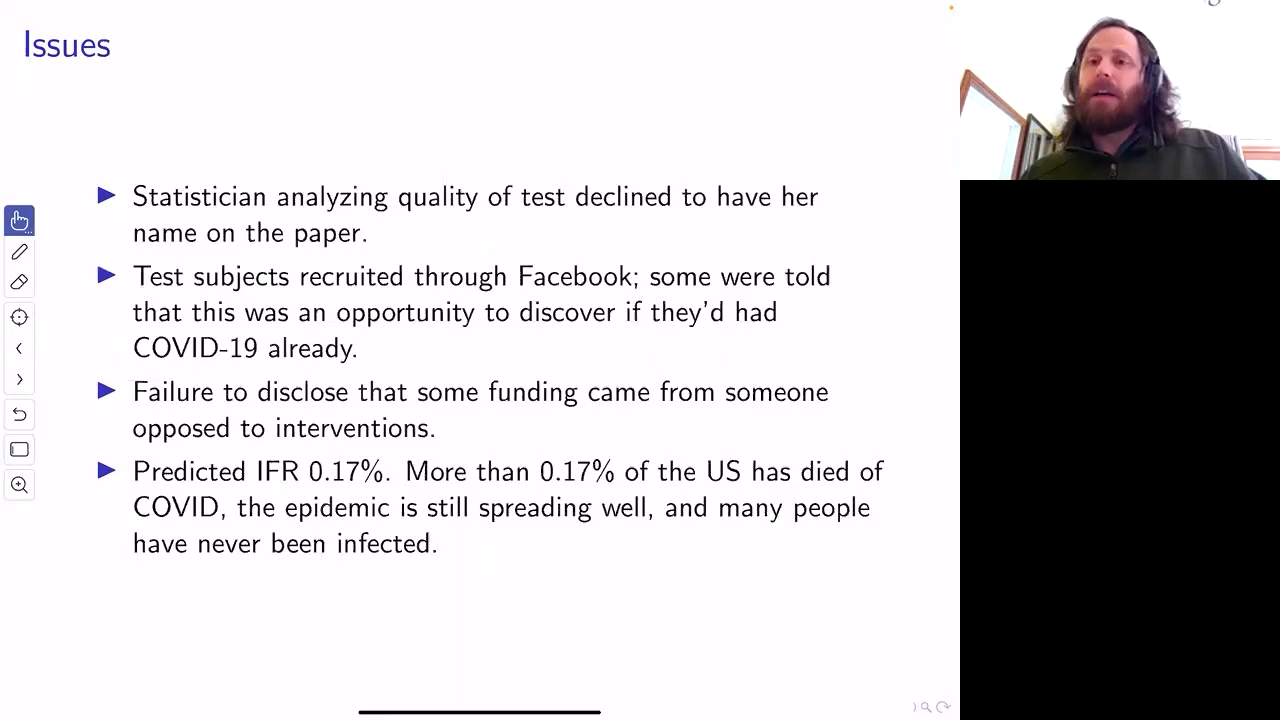 Issues
Statistician analyzing quality of test declined to have her
name on the paper.
Test subjects recruited through Facebook; some were told
that this was an opportunity to discover if they'd had
COVID-19 already.
Failure to disclose that some funding came from someone
opposed to interventions.
Predicted IFR 0.17%. More than 0.17% of the US has died of
COVID, the epidemic is still spreading well, and many people
have never been infected.